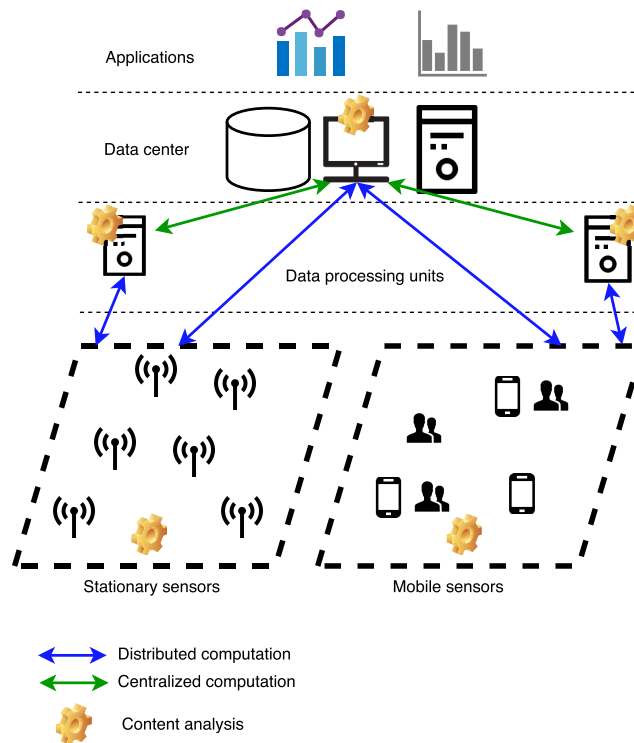 Applications
Data center
Data processing units
Stationary sensors
Mobile sensors
Distributed computation
Centralized computation
Content analysis